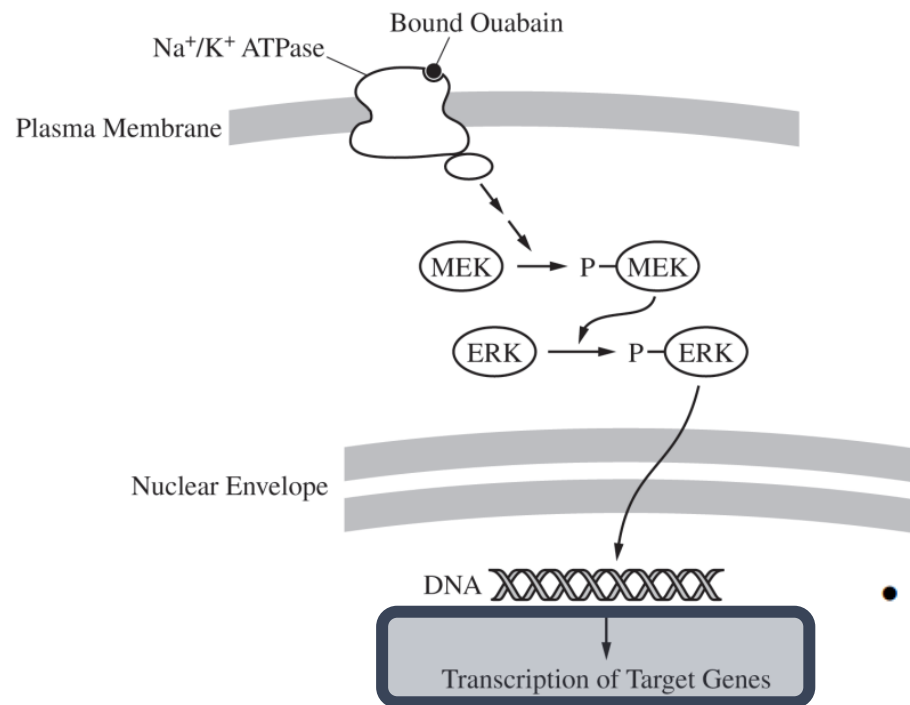 Bound Ouabain
Na⁺/K⁺ ATPase
Plasma Membrane
MEK
P
MEK
ERK
P
ERK
Nuclear Envelope
DNA
Transcription of Target Genes